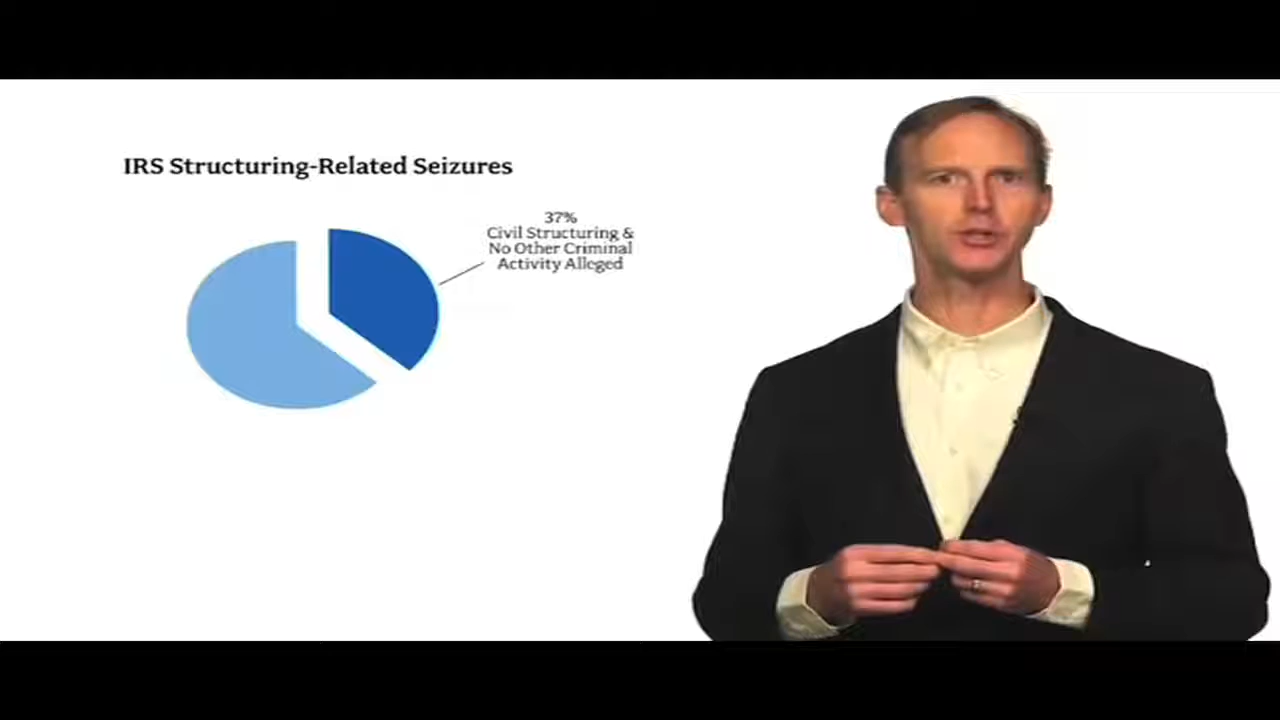 IRS Structuring-Related Seizures
37%
Civil Structuring &
No Other Criminal
Activity Alleged